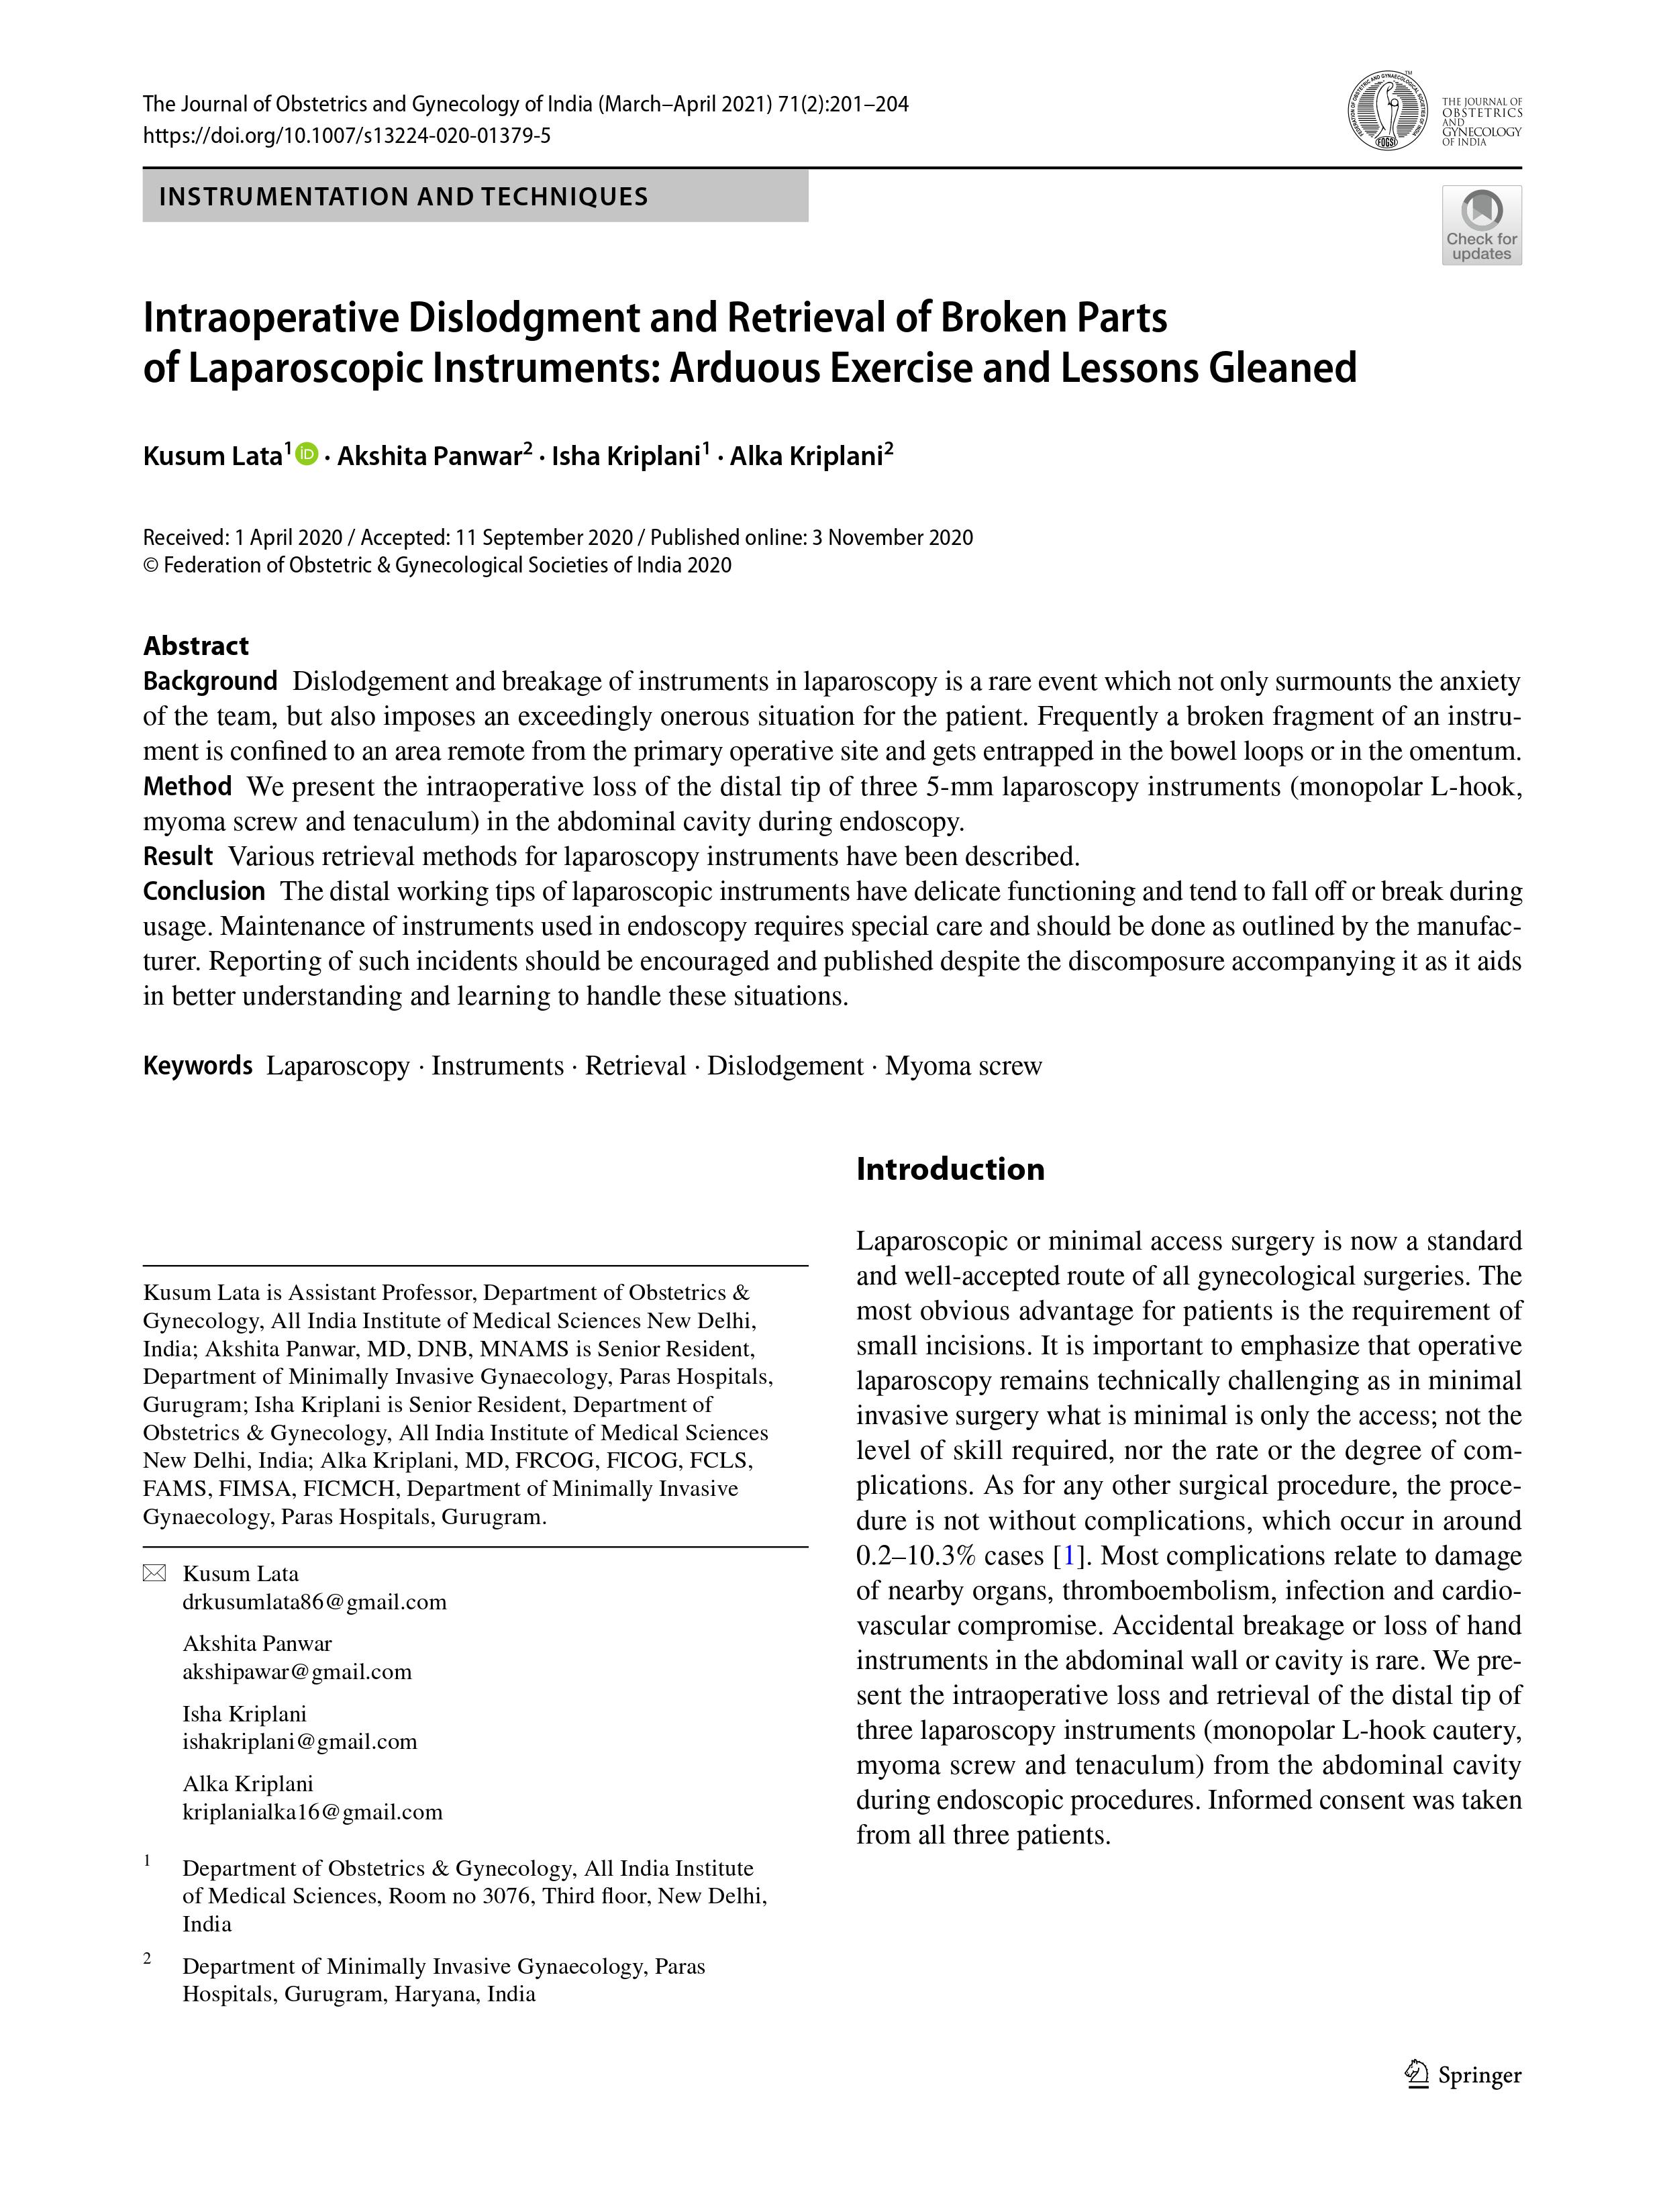 The Journal of Obstetrics and Gynecology of India (March–April 2021) 71(2):201–204
https://doi.org/10.1007/s13224-020-01379-5
THE JOURNAL OF
OBSTETRICS
AND
GYNECOLOGY
OF INDIA
FOGSI
INSTRUMENTATION AND TECHNIQUES
Check for
updates
Intraoperative Dislodgment and Retrieval of Broken Parts
of Laparoscopic Instruments: Arduous Exercise and Lessons Gleaned
Kusum Lata1 iD · Akshita Panwar2 · Isha Kriplani1 · Alka Kriplani2
Received: 1 April 2020 / Accepted: 11 September 2020 / Published online: 3 November 2020
© Federation of Obstetric & Gynecological Societies of India 2020
Abstract
Background Dislodgement and breakage of instruments in laparoscopy is a rare event which not only surmounts the anxiety
of the team, but also imposes an exceedingly onerous situation for the patient. Frequently a broken fragment of an instru-
ment is confined to an area remote from the primary operative site and gets entrapped in the bowel loops or in the omentum.
Method We present the intraoperative loss of the distal tip of three 5-mm laparoscopy instruments (monopolar L-hook,
myoma screw and tenaculum) in the abdominal cavity during endoscopy.
Result Various retrieval methods for laparoscopy instruments have been described.
Conclusion The distal working tips of laparoscopic instruments have delicate functioning and tend to fall off or break during
usage. Maintenance of instruments used in endoscopy requires special care and should be done as outlined by the manufac-
turer. Reporting of such incidents should be encouraged and published despite the discomposure accompanying it as it aids
in better understanding and learning to handle these situations.
Keywords Laparoscopy · Instruments · Retrieval · Dislodgement · Myoma screw
Kusum Lata is Assistant Professor, Department of Obstetrics &
Gynecology, All India Institute of Medical Sciences New Delhi,
India; Akshita Panwar, MD, DNB, MNAMS is Senior Resident,
Department of Minimally Invasive Gynaecology, Paras Hospitals,
Gurugram; Isha Kriplani is Senior Resident, Department of
Obstetrics & Gynecology, All India Institute of Medical Sciences
New Delhi, India; Alka Kriplani, MD, FRCOG, FICOG, FCLS,
FAMS, FIMSA, FICMCH, Department of Minimally Invasive
Gynaecology, Paras Hospitals, Gurugram.
Kusum Lata
drkusumlata86@gmail.com
Akshita Panwar
akshipawar@gmail.com
Isha Kriplani
ishakriplani@gmail.com
Alka Kriplani
kriplanialka16@gmail.com
1 Department of Obstetrics & Gynecology, All India Institute
of Medical Sciences, Room no 3076, Third floor, New Delhi,
India
2 Department of Minimally Invasive Gynaecology, Paras
Hospitals, Gurugram, Haryana, India
Introduction
Laparoscopic or minimal access surgery is now a standard
and well-accepted route of all gynecological surgeries. The
most obvious advantage for patients is the requirement of
small incisions. It is important to emphasize that operative
laparoscopy remains technically challenging as in minimal
invasive surgery what is minimal is only the access; not the
level of skill required, nor the rate or the degree of com-
plications. As for any other surgical procedure, the proce-
dure is not without complications, which occur in around
0.2–10.3% cases [1]. Most complications relate to damage
of nearby organs, thromboembolism, infection and cardio-
vascular compromise. Accidental breakage or loss of hand
instruments in the abdominal wall or cavity is rare. We pre-
sent the intraoperative loss and retrieval of the distal tip of
three laparoscopy instruments (monopolar L-hook cautery,
myoma screw and tenaculum) from the abdominal cavity
during endoscopic procedures. Informed consent was taken
from all three patients.
Springer